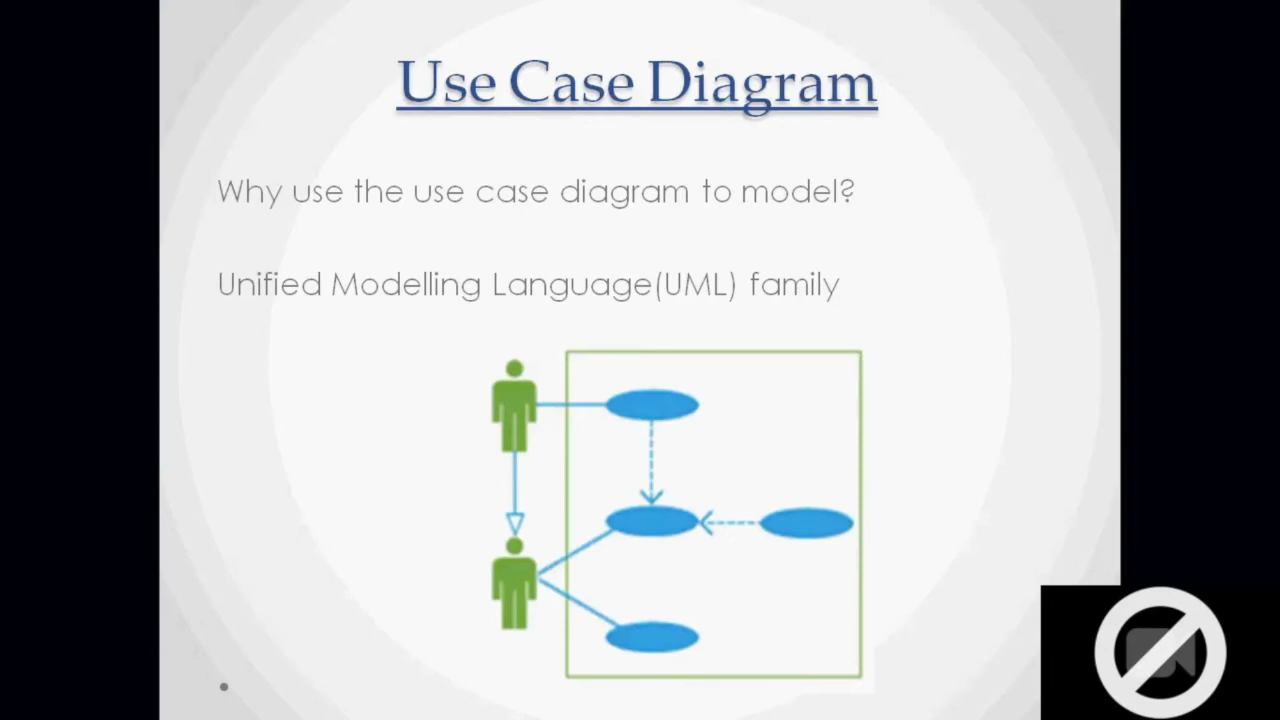 Use Case Diagram
Why use the use case diagram to model?
Unified Modelling Language(UML) family